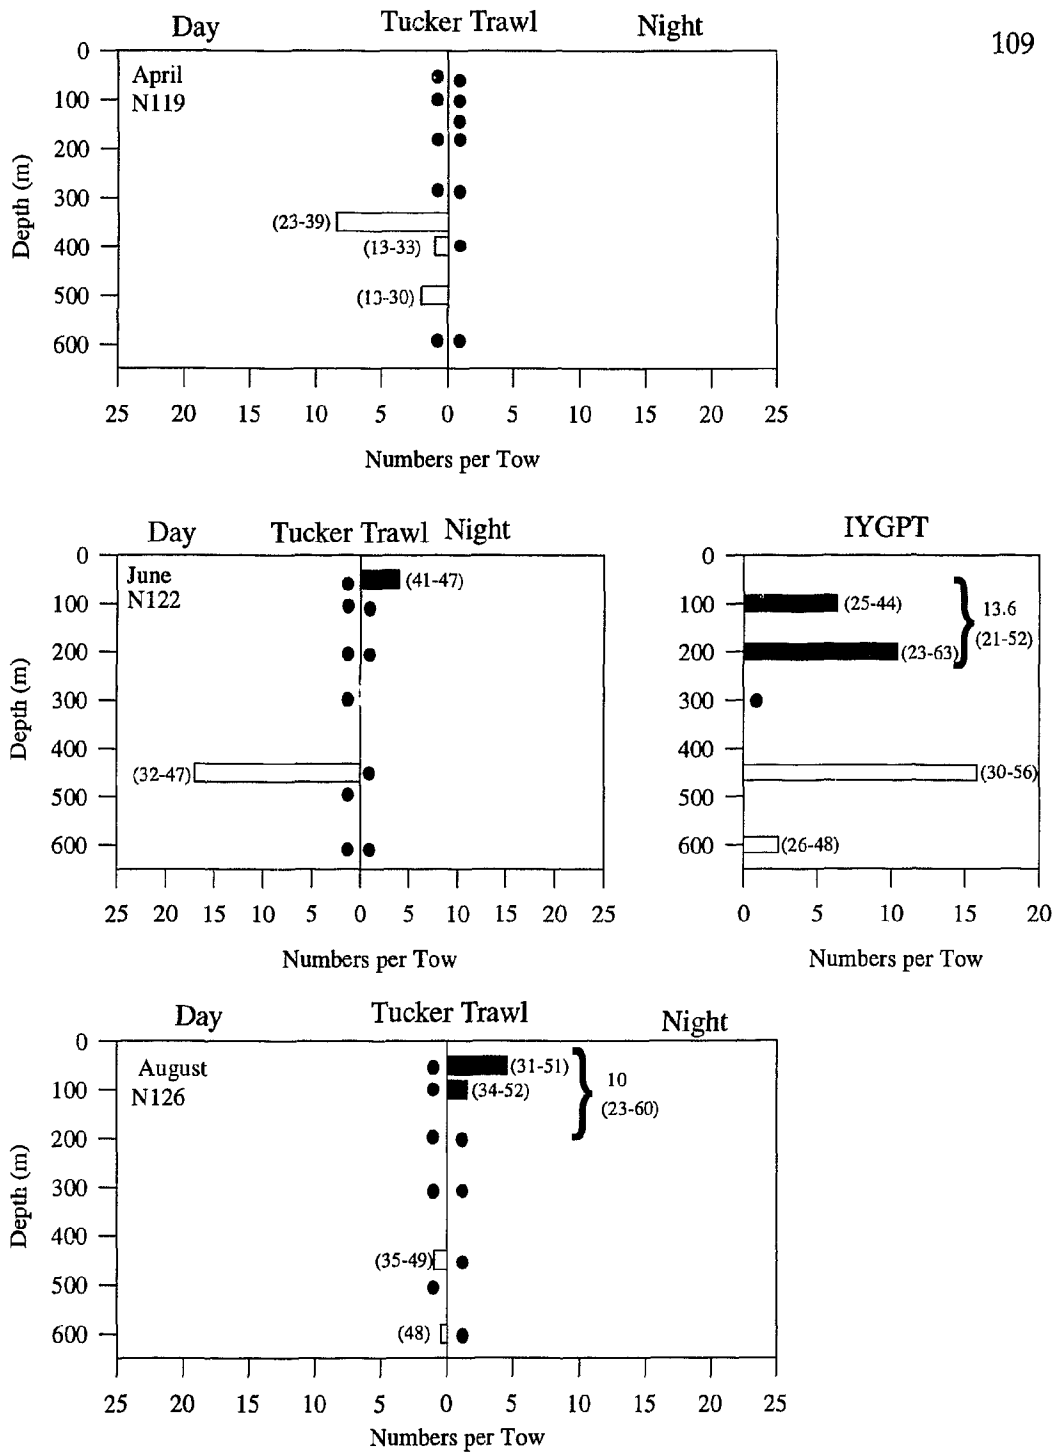 109
Day Tucker Trawl Night
April
N119
0
100
200
300
400
500
600
Depth (m)
(23-39)
(13-33)
(13-30)
25 20 15 10 5 0 5 10 15 20 25
Numbers per Tow
Day Tucker Trawl Night
June
N122
0
100
200
300
400
500
600
Depth (m)
(41-47)
(32-47)
25 20 15 10 5 0 5 10 15 20 25
Numbers per Tow
IYGPT
0
100
200
300
400
500
600
(25-44)
(23-63)
13.6
(21-52)
(30-56)
(26-48)
0 5 10 15 20
Numbers per Tow
Day Tucker Trawl Night
August
N126
0
100
200
300
400
500
600
Depth (m)
(31-51)
(34-52)
10
(23-60)
(35-49)
(48)
25 20 15 10 5 0 5 10 15 20 25
Numbers per Tow